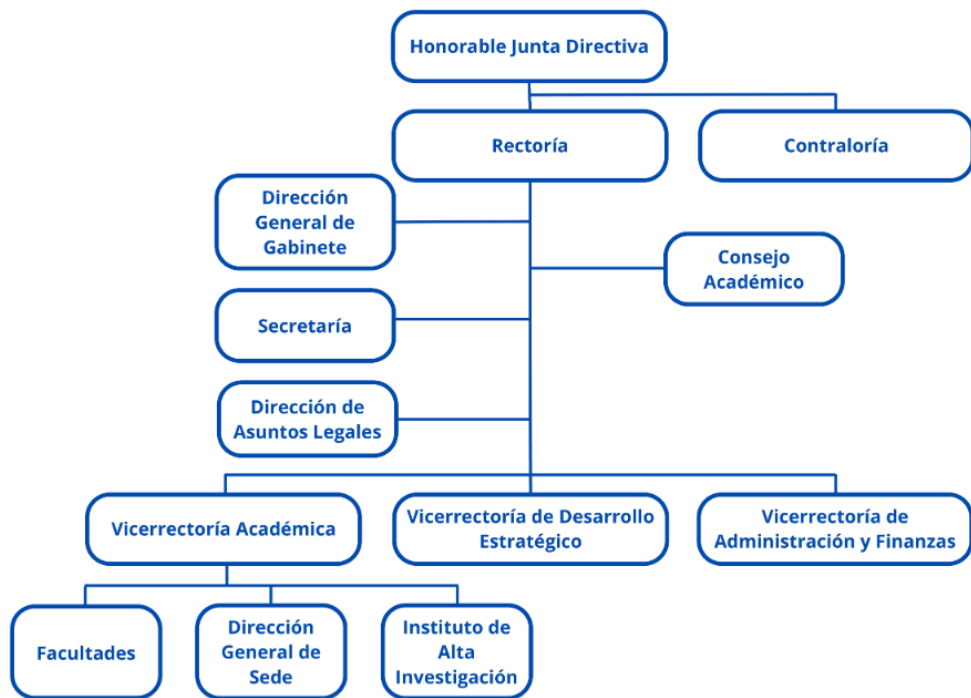 Honorable Junta Directiva
Rectoría
Contraloría
Dirección
General de
Gabinete
Consejo
Académico
Secretaría
Dirección de
Asuntos Legales
Vicerrectoría Académica
Vicerrectoría de Desarrollo
Estratégico
Vicerrectoría de
Administración y Finanzas
Facultades
Dirección
General de
Sede
Instituto de
Alta
Investigación